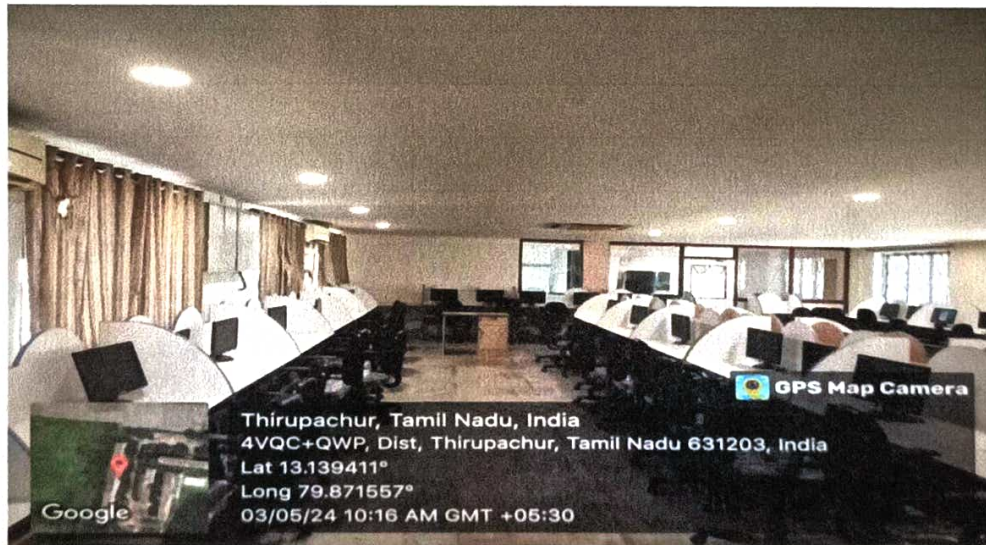 GPS Map Camera
Thirupachur, Tamil Nadu, India
4VQC+QWP, Dist, Thirupachur, Tamil Nadu 631203, India
Lat 13.139411°
Long 79.871557°
03/05/24 10:16 AM GMT +05:30
Google